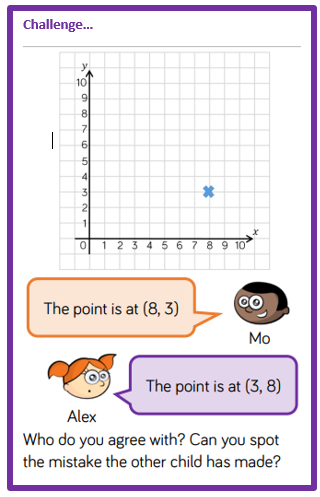 Challenge...
y
10
9
8
7
6
5
4
3
2
1
x
0 1 2 3 4 5 6 7 8 9 10
The point is at (8, 3)
Mo
The point is at (3, 8)
Alex
Who do you agree with? Can you spot
the mistake the other child has made?